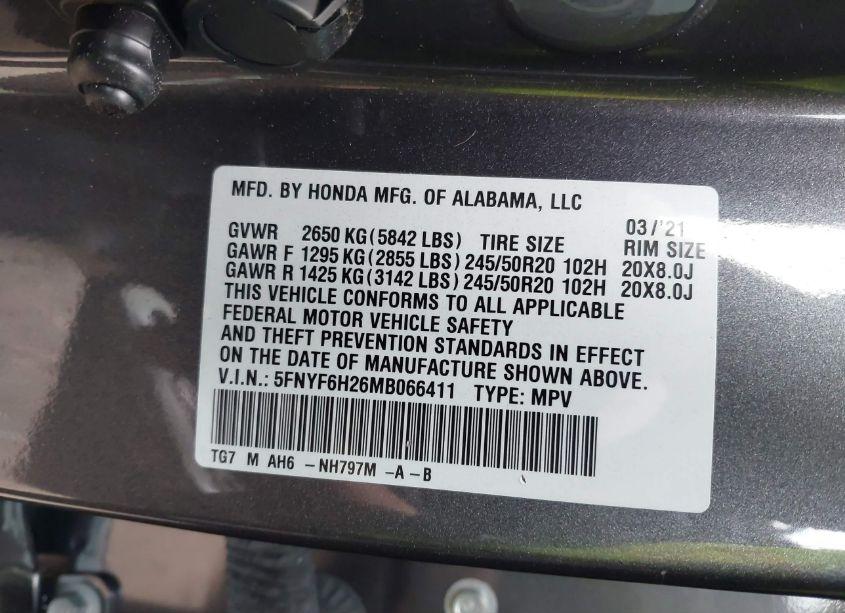 MFD. BY HONDA MFG. OF ALABAMA, LLC 03/'21
GVWR 2650 KG(5842 LBS) TIRE SIZE RIM SIZE
GAWR F 1295 KG(2855 LBS) 245/50R20 102H 20X8.0J
GAWR R 1425 KG(3142 LBS) 245/50R20 102H 20X8.0J
THIS VEHICLE CONFORMS TO ALL APPLICABLE
FEDERAL MOTOR VEHICLE SAFETY
AND THEFT PREVENTION STANDARDS IN EFFECT
ON THE DATE OF MANUFACTURE SHOWN ABOVE.
V.I.N.: 5FNYF6H26MB066411 TYPE: MPV
TG7 M AH6 -NH797M -A-B